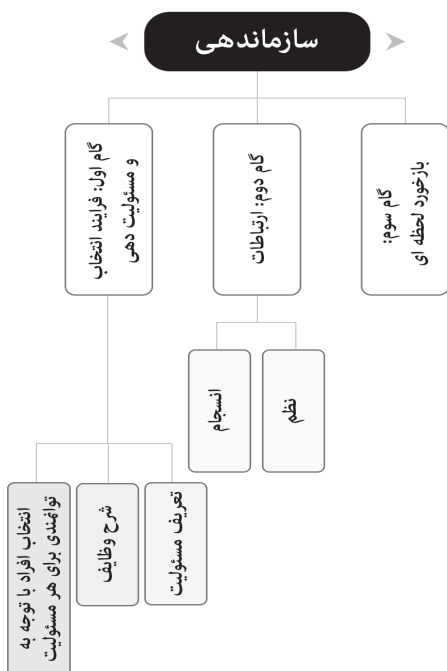 سازماندهی
گام اول: فرایند انتخاب
و مسئولیت دهی
گام دوم: ارتباطات
گام سوم:
بازخورد لحظه ای
انسجام
نظم
انتخاب افراد با توجه به
توانمندی برای هر مسئولیت
شرح وظایف
تعریف مسئولیت